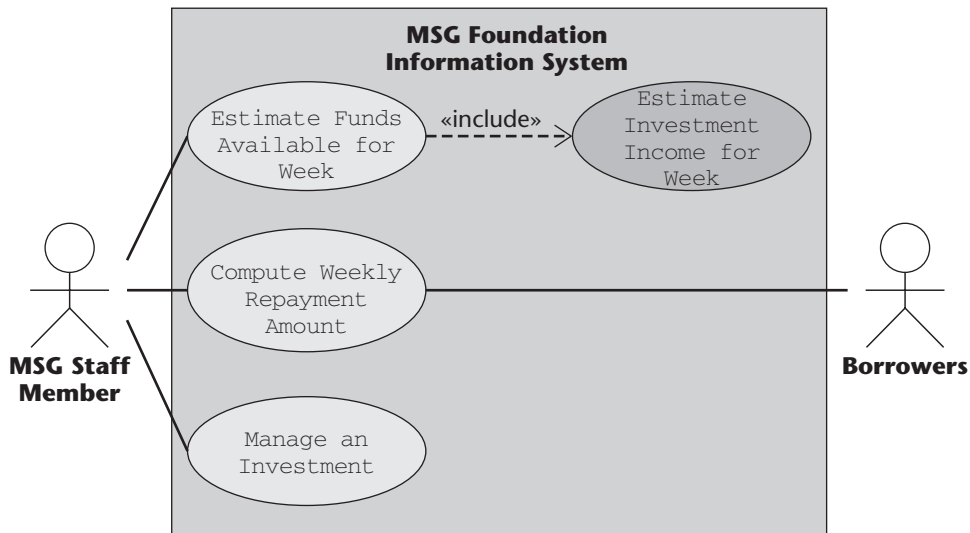 MSG Foundation
Information System
Estimate Funds
Available for
Week
«include»
Estimate
Investment
Income for
Week
Compute Weekly
Repayment
Amount
MSG Staff
Member
Borrowers
Manage an
Investment